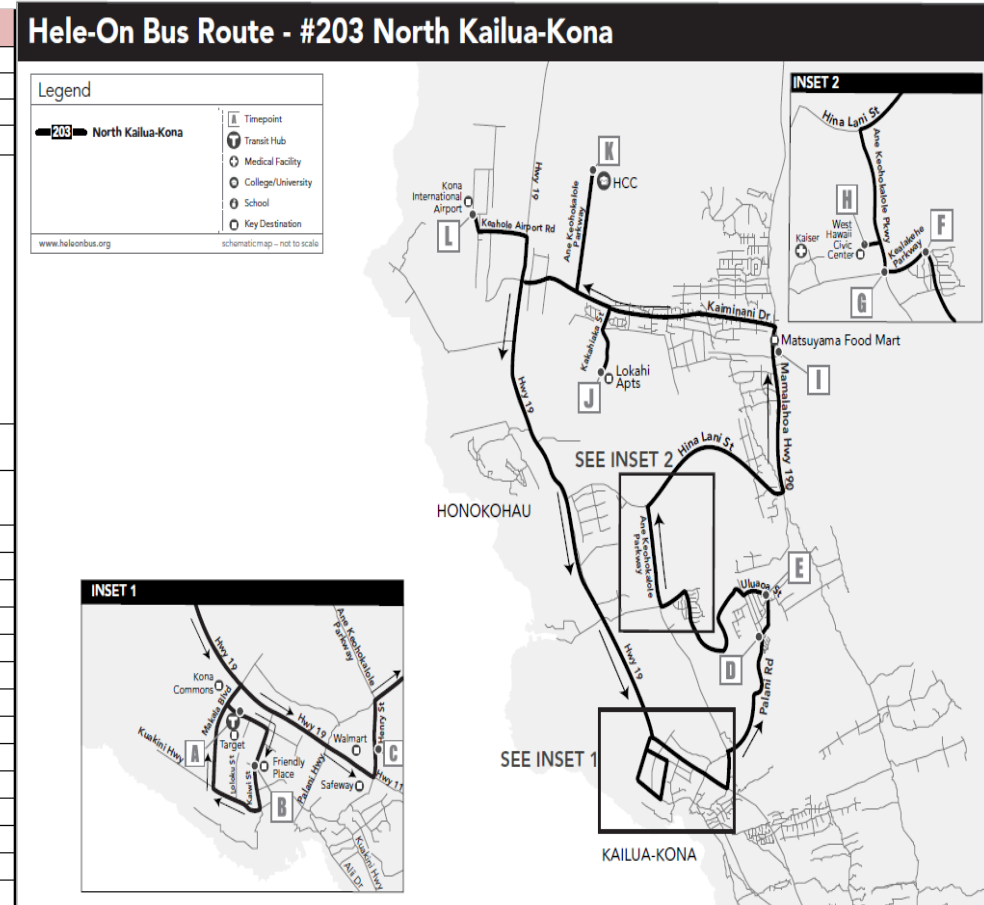 Hele-On Bus Route - #203 North Kailua-Kona
Legend
203 North Kailua-Kona
A Timepoint
T Transit Hub
Medical Facility
College/University
School
Key Destination
www.heleonbus.org
schematic map – not to scale
INSET 2
Hina Lani St
Ane Keohokalole Pkwy
H
West
Hawaii
Civic
Center
Kaiser
Kealakehe
Parkway
F
G
K
HCC
Hwy 19
Kona
International
Airport
L
Keahole Airport Rd
Ane Keohokalole
Parkway
Kaiminani Dr
Matsuyama Food Mart
I
Kakahiaka St
Lokahi
Apts
J
Mamalahoa Hwy 190
Hwy 19
SEE INSET 2
Hina Lani St
HONOKOHAU
Ane Keohokalole
Parkway
E
Uluaoa St
D
Palani Rd
Hwy 19
SEE INSET 1
KAILUA-KONA
INSET 1
Hwy 19
Ane Keohokalole
Parkway
Kona
Commons
Makala Blvd
Kuakini Hwy
T
Target
A
Loloku St
Kaiwi St
Friendly
Place
B
Hwy 19
Palani Hwy
Walmart
Safeway
Henry St
C
Hwy 11
Kuakini Hwy
Alii Dr